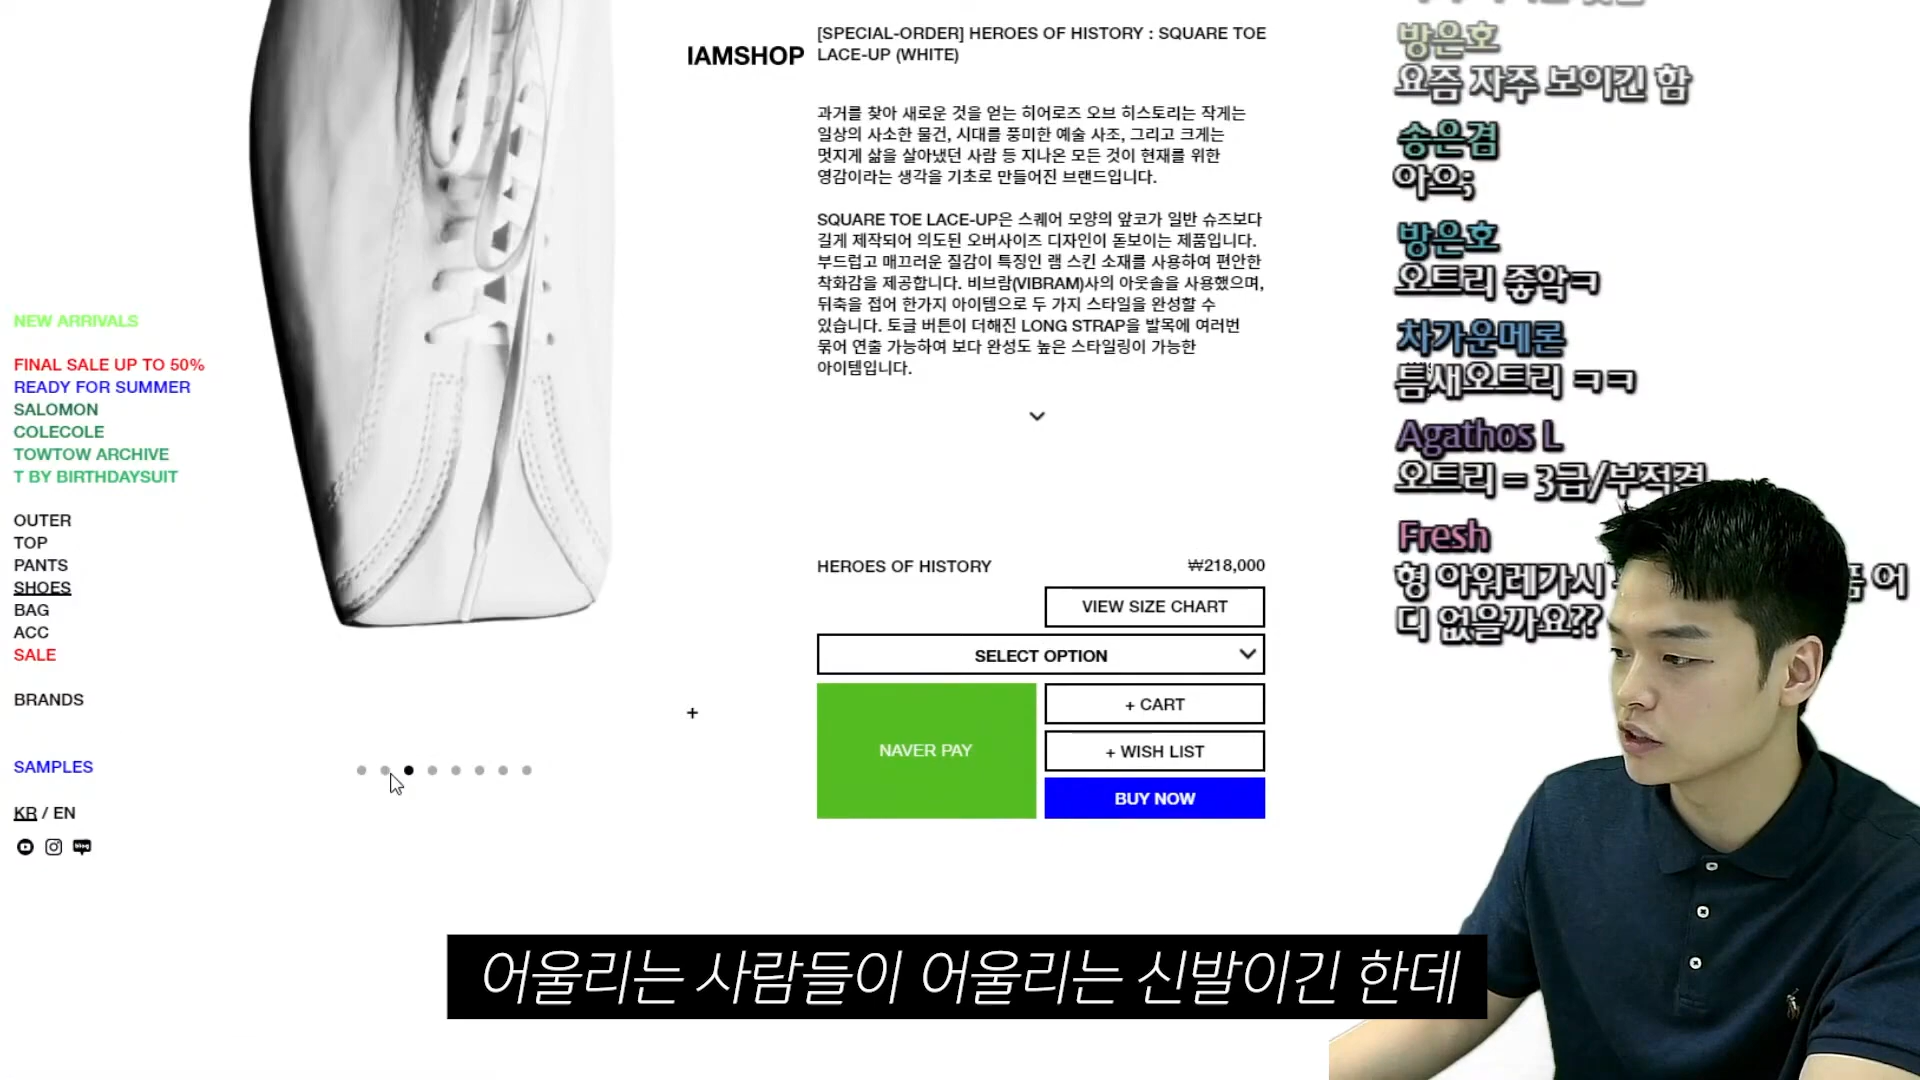 NEW ARRIVALS
FINAL SALE UP TO 50%
READY FOR SUMMER
SALOMON
COLECOLE
TOWTOW ARCHIVE
T BY BIRTHDAYSUIT
OUTER
TOP
PANTS
SHOES
BAG
ACC
SALE
BRANDS
SAMPLES
KR / EN
IAMSHOP
[SPECIAL-ORDER] HEROES OF HISTORY : SQUARE TOE
LACE-UP (WHITE)
과거를 찾아 새로운 것을 얻는 히어로즈 오브 히스토리는 작게는
일상의 사소한 물건, 시대를 풍미한 예술 사조, 그리고 크게는
멋지게 삶을 살아냈던 사람 등 지나온 모든 것이 현재를 위한
영감이라는 생각을 기초로 만들어진 브랜드입니다.
SQUARE TOE LACE-UP은 스퀘어 모양의 앞코가 일반 슈즈보다
길게 제작되어 의도된 오버사이즈 디자인이 돋보이는 제품입니다.
부드럽고 매끄러운 질감이 특징인 램 스킨 소재를 사용하여 편안한
착화감을 제공합니다. 비브람(VIBRAM)사의 아웃솔을 사용했으며,
뒤축을 접어 한가지 아이템으로 두 가지 스타일을 완성할 수
있습니다. 토글 버튼이 더해진 LONG STRAP을 발목에 여러번
묶어 연출 가능하여 보다 완성도 높은 스타일링이 가능한
아이템입니다.
HEROES OF HISTORY ₩218,000
VIEW SIZE CHART
SELECT OPTION
NAVER PAY
+ CART
+ WISH LIST
BUY NOW
방은호
요즘 자주 보이긴 함
송은겸
아으;
방은호
오트리 좋앜ㅋ
차가운메론
틈새오트리 ㅋㅋ
Agathos L
오트리 = 3급/부적격
Fresh
형 아워레가시 어
디 없을까요??
어울리는 사람들이 어울리는 신발이긴 한데